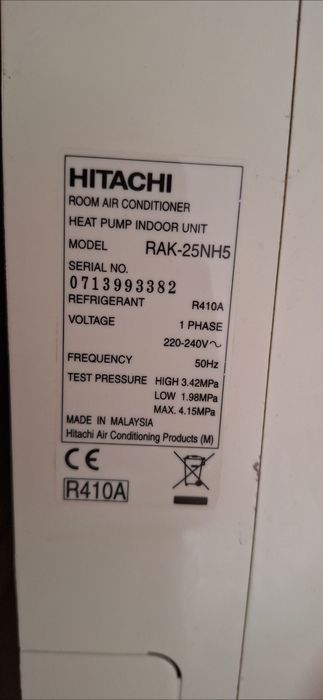 HITACHI
ROOM AIR CONDITIONER
HEAT PUMP INDOOR UNIT
MODEL RAK-25NH5
SERIAL NO.
0713993382
REFRIGERANT R410A
VOLTAGE 1 PHASE
220-240V~
FREQUENCY 50Hz
TEST PRESSURE HIGH 3.42MPa
LOW 1.98MPa
MAX. 4.15MPa
MADE IN MALAYSIA
Hitachi Air Conditioning Products (M)
CE
R410A